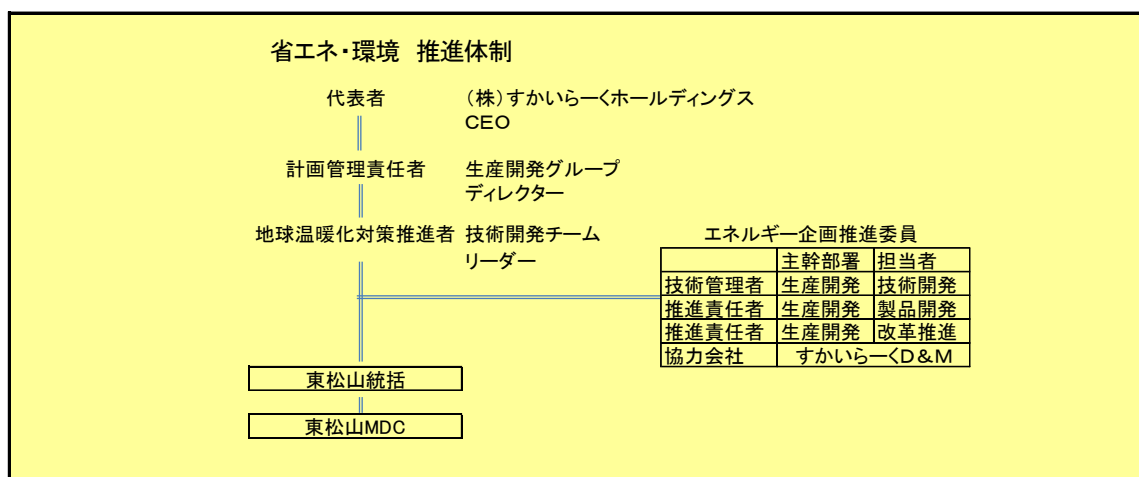 省エネ・環境 推進体制
代表者 （株）すかいらーくホールディングス
CEO
計画管理責任者 生産開発グループ
ディレクター
地球温暖化対策推進者 技術開発チーム
リーダー
エネルギー企画推進委員
主幹部署 担当者
技術管理者 生産開発 技術開発
推進責任者 生産開発 製品開発
推進責任者 生産開発 改革推進
協力会社 すかいらーくD＆M
東松山統括
東松山MDC